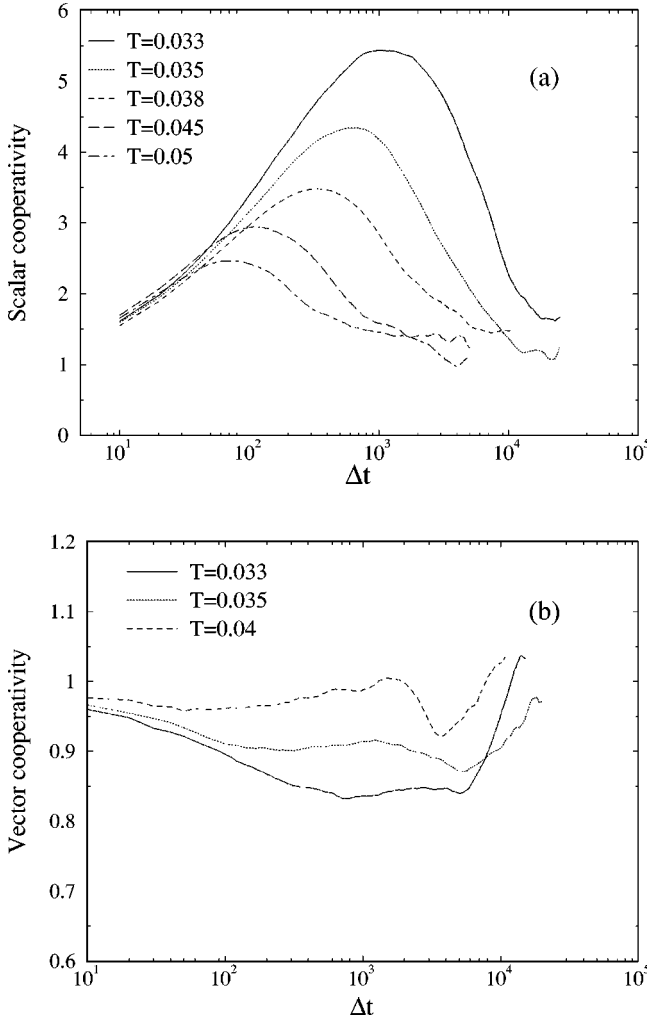 6
5
4
3
2
1
0
Scalar cooperativity
T=0.033
T=0.035
T=0.038
T=0.045
T=0.05
(a)
10¹
10²
10³
10⁴
10⁵
Δt
1.2
1.1
1
0.9
0.8
0.7
0.6
Vector cooperativity
T=0.033
T=0.035
T=0.04
(b)
10¹
10²
10³
10⁴
10⁵
Δt